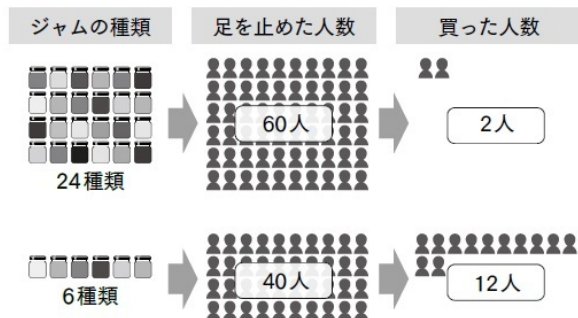 ジャムの種類
足を止めた人数
買った人数
24種類
60人
2人
6種類
40人
12人